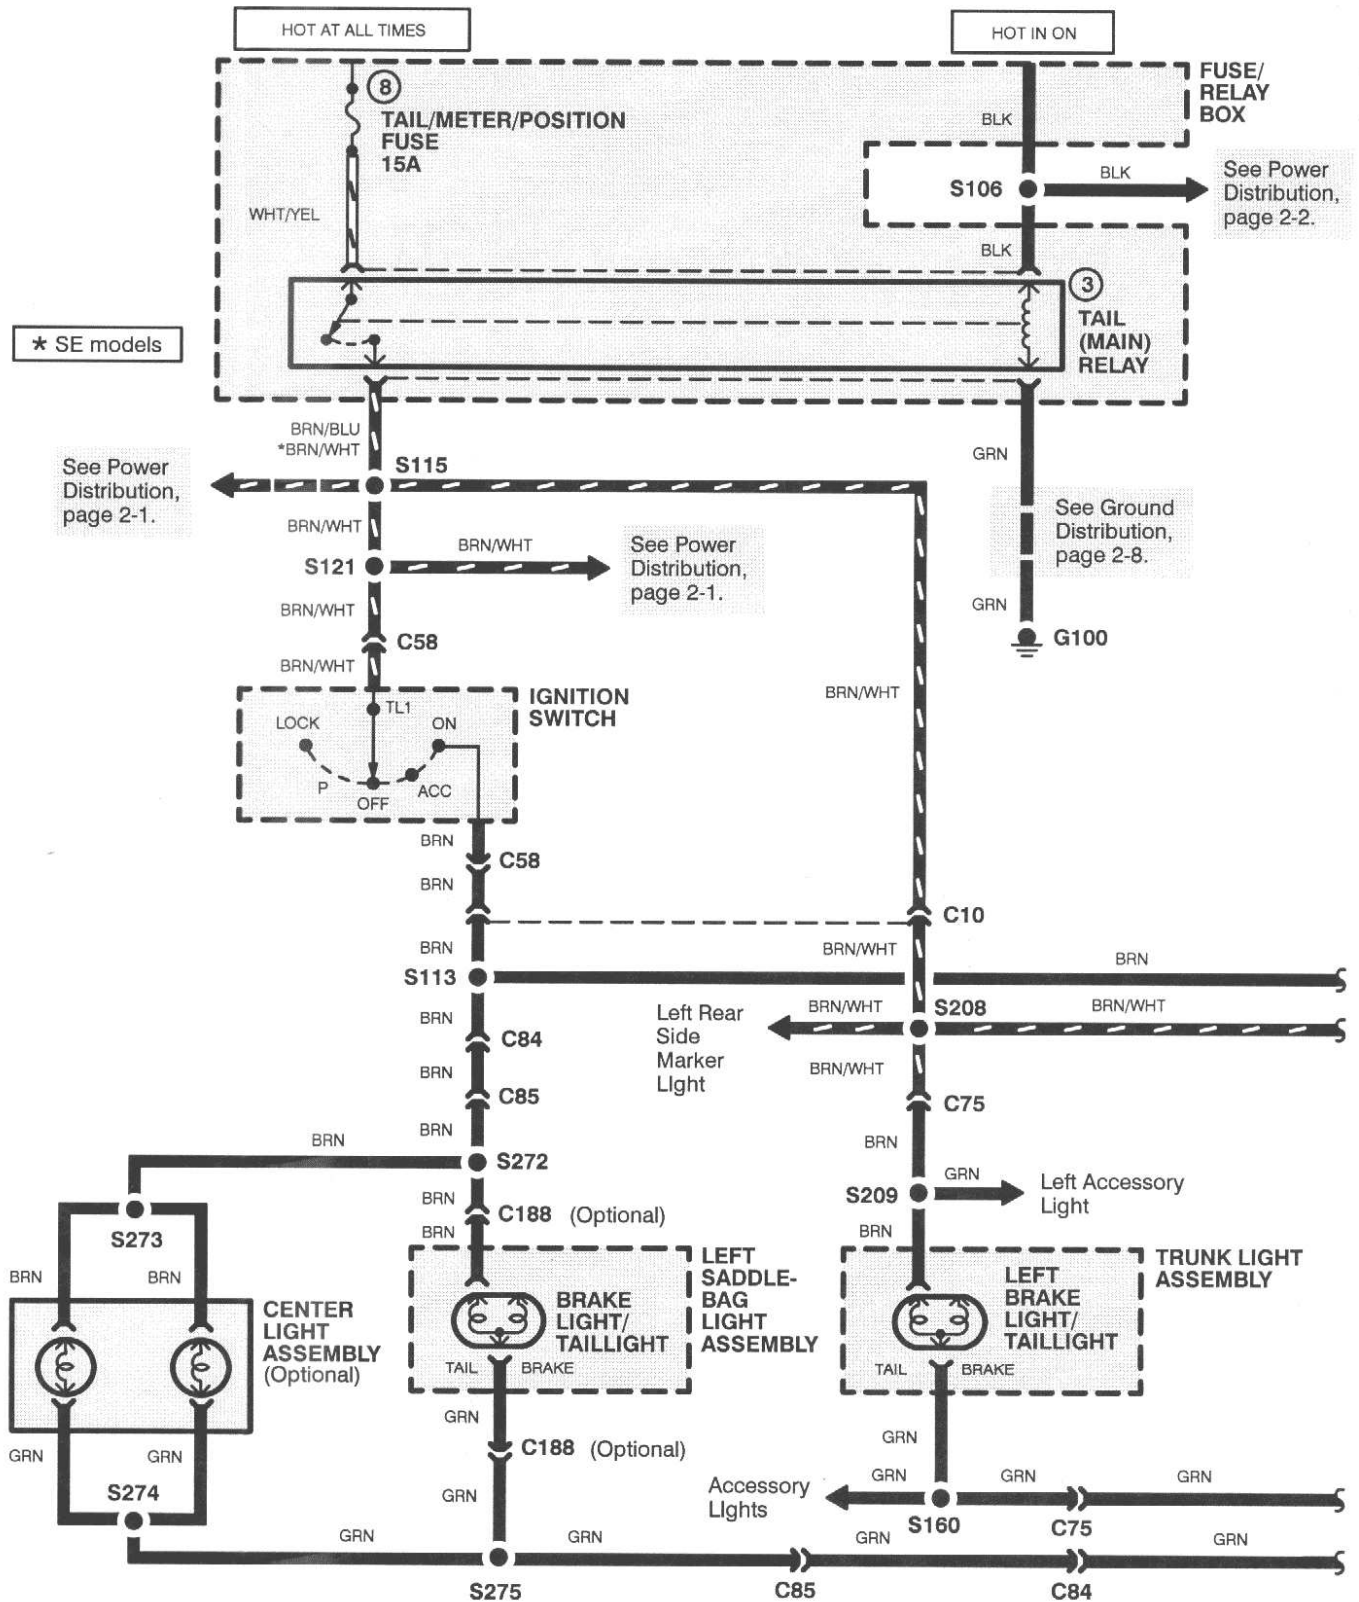 HOT AT ALL TIMES
HOT IN ON
8
TAIL/METER/POSITION
FUSE
15A
FUSE/
RELAY
BOX
BLK
WHT/YEL
S106
BLK
See Power
Distribution,
page 2-2.
BLK
* SE models
3
TAIL
(MAIN)
RELAY
BRN/BLU
*BRN/WHT
See Power
Distribution,
page 2-1.
S115
GRN
BRN/WHT
S121
BRN/WHT
See Power
Distribution,
page 2-1.
See Ground
Distribution,
page 2-8.
BRN/WHT
C58
BRN/WHT
GRN
G100
BRN/WHT
IGNITION
SWITCH
TL1
LOCK
ON
P
OFF
ACC
BRN
C58
BRN
C10
BRN
BRN/WHT
S113
BRN
BRN
C84
Left Rear
Side
Marker
LIght
BRN/WHT
S208
BRN/WHT
BRN/WHT
BRN
C85
C75
BRN
BRN
S272
BRN
BRN
C188 (Optional)
BRN
S209
GRN
Left Accessory
Light
BRN
S273
BRN
BRN
CENTER
LIGHT
ASSEMBLY
(Optional)
LEFT
SADDLE-
BAG
LIGHT
ASSEMBLY
BRAKE
LIGHT/
TAILLIGHT
TAIL
BRAKE
TRUNK LIGHT
ASSEMBLY
LEFT
BRAKE
LIGHT/
TAILLIGHT
TAIL
BRAKE
GRN
GRN
GRN
C188 (Optional)
GRN
S274
GRN
Accessory
LIghts
GRN
S160
GRN
C75
GRN
GRN
S275
GRN
C85
GRN
C84
GRN